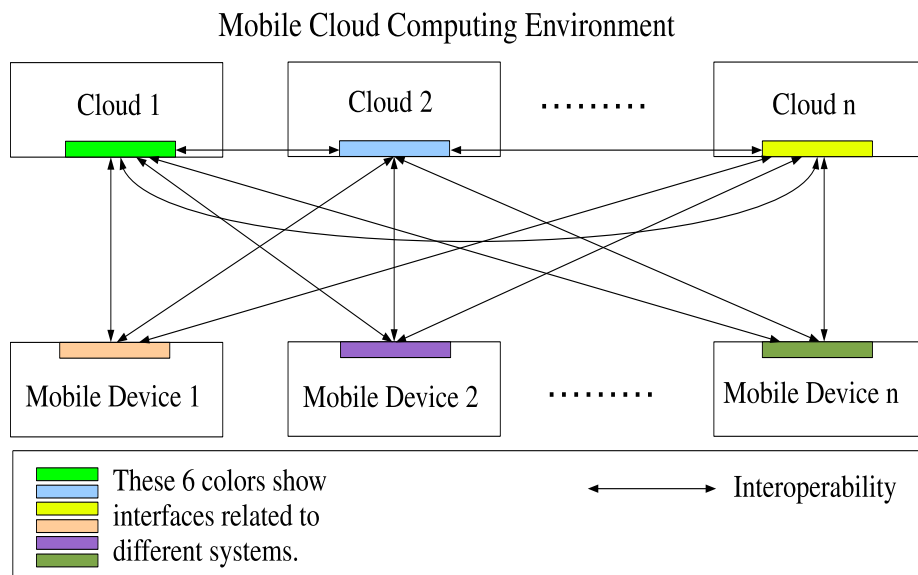 Mobile Cloud Computing Environment
Cloud 1
Cloud 2
.........
Cloud n
Mobile Device 1
Mobile Device 2
.........
Mobile Device n
These 6 colors show
interfaces related to
different systems.
Interoperability